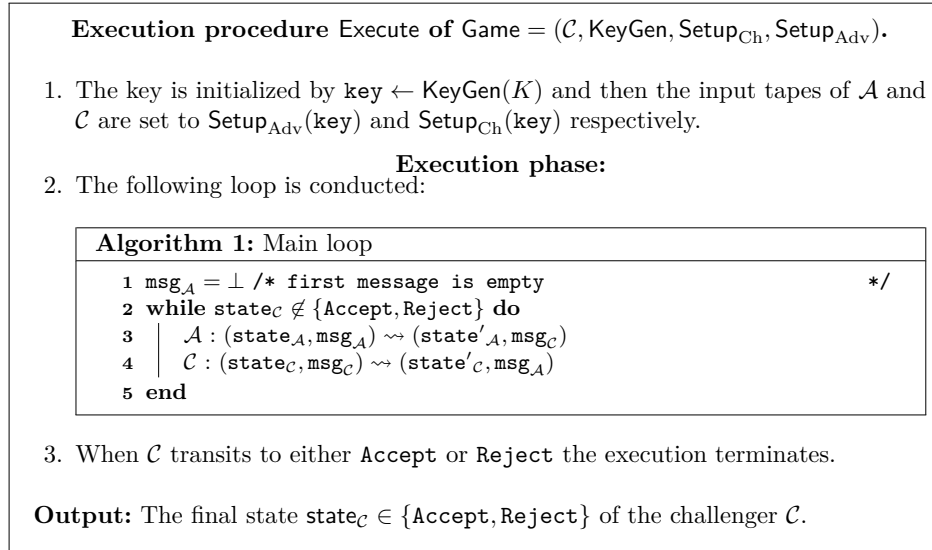 Execution procedure Execute of Game = (𝒞, KeyGen, Setup_Ch, Setup_Adv).
1. The key is initialized by key ← KeyGen(K) and then the input tapes of 𝒜 and
𝒞 are set to Setup_Adv(key) and Setup_Ch(key) respectively.
Execution phase:
2. The following loop is conducted:
Algorithm 1: Main loop
1 msg_𝒜 = ⊥ /* first message is empty */
2 while state_𝒞 ∉ {Accept, Reject} do
3 𝒜 : (state_𝒜, msg_𝒜) ⇝ (state'_𝒜, msg_𝒞)
4 𝒞 : (state_𝒞, msg_𝒞) ⇝ (state'_𝒞, msg_𝒜)
5 end
3. When 𝒞 transits to either Accept or Reject the execution terminates.
Output: The final state state_𝒞 ∈ {Accept, Reject} of the challenger 𝒞.